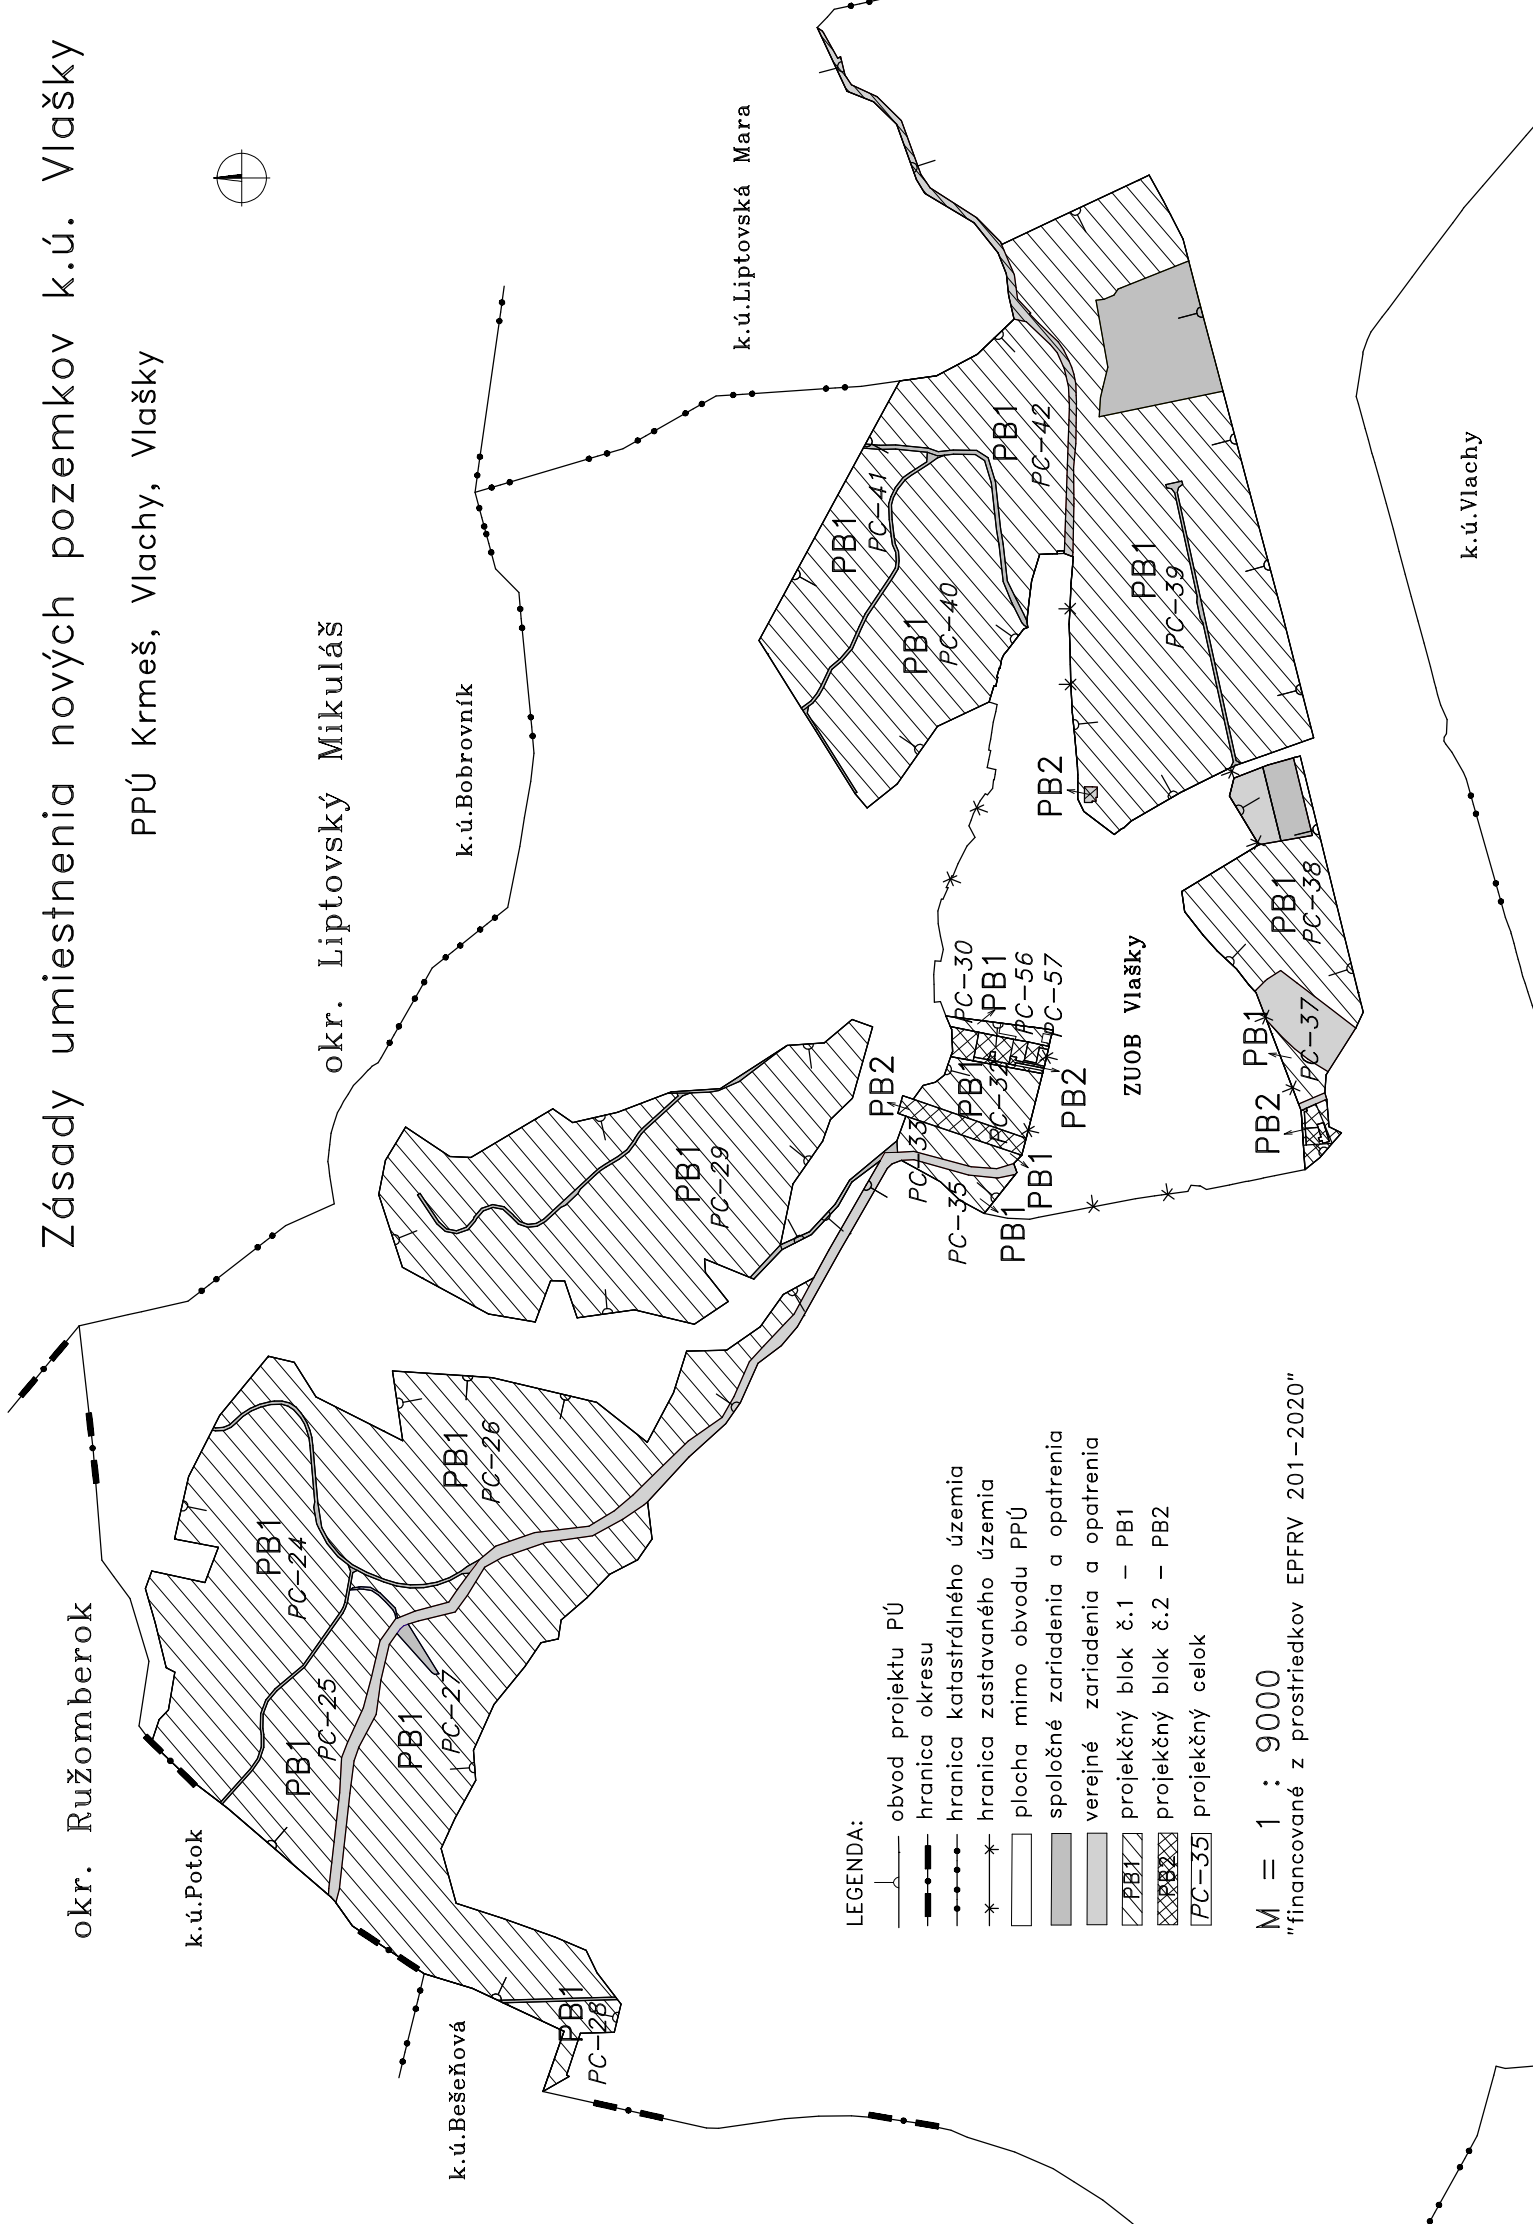 Zásady umiestnenia nových pozemkov k.ú. Vlašky
PPÚ Krmeš, Vlachy, Vlašky
okr. Ružomberok
okr. Liptovský Mikuláš
k.ú.Potok
k.ú.Bešeňová
k.ú.Bobrovník
k.ú.Liptovská Mara
k.ú.Vlachy
ZUOB Vlašky
PB1
PC-24
PB1
PC-25
PB1
PC-26
PB1
PC-27
PB1
PC-28
PB1
PC-29
PB2
PC-30
PB1
PC-56
PC-57
PB1
PC-32
PB2
PC-33
PB1
PC-35
PB1
PB1
PC-37
PB2
PB1
PC-38
PB1
PC-39
PB2
PB1
PC-40
PB1
PC-41
PB1
PC-42
LEGENDA:
obvod projektu PÚ
hranica okresu
hranica katastrálného územia
hranica zastavaného územia
plocha mimo obvodu PPÚ
spoločné zariadenia a opatrenia
verejné zariadenia a opatrenia
PB1 projekčný blok č.1 – PB1
PB2 projekčný blok č.2 – PB2
PC-35 projekčný celok
M = 1 : 9000
"financované z prostriedkov EPFRV 201-2020"